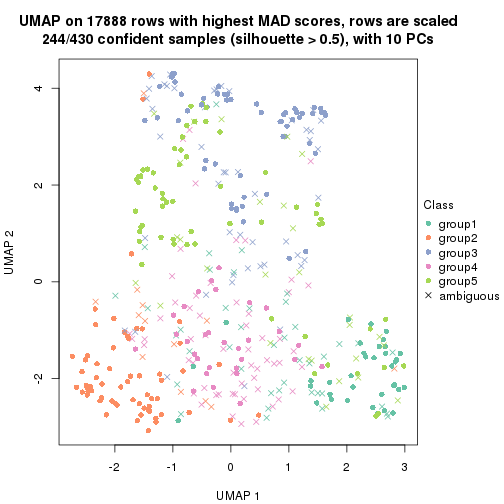 UMAP on 17888 rows with highest MAD scores, rows are scaled
244/430 confident samples (silhouette > 0.5), with 10 PCs
4
2
0
-2
UMAP 2
-2
-1
0
1
2
3
UMAP 1
Class
group1
group2
group3
group4
group5
ambiguous